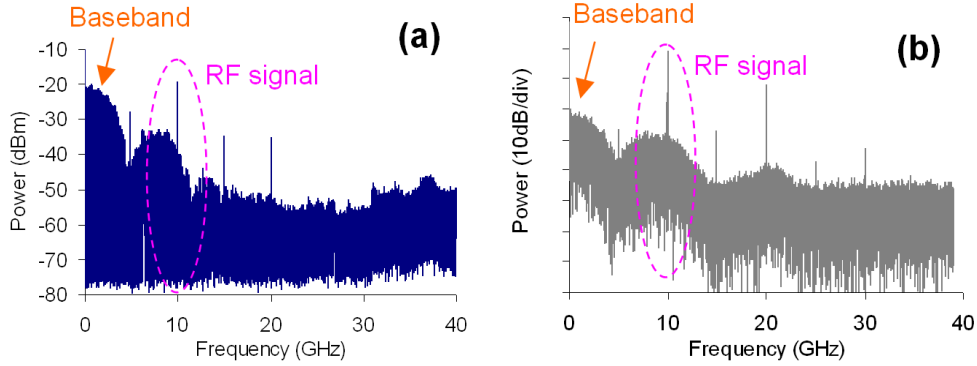 Baseband
(a)
RF signal
Power (dBm)
-10
-20
-30
-40
-50
-60
-70
-80
0
10
20
30
40
Frequency (GHz)
Baseband
(b)
RF signal
Power (10dB/div)
0
10
20
30
40
Frequency (GHz)